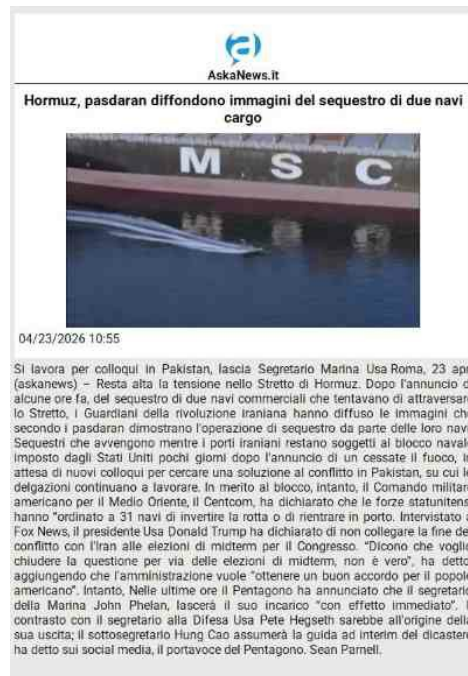 AskaNews.it
Hormuz, pasdaran diffondono immagini del sequestro di due navi
cargo
MSC
04/23/2026 10:55
Si lavora per colloqui in Pakistan, lascia Segretario Marina Usa Roma, 23 apr
(askanews) – Resta alta la tensione nello Stretto di Hormuz. Dopo l'annuncio d
alcune ore fa, del sequestro di due navi commerciali che tentavano di attraversar
lo Stretto, i Guardiani della rivoluzione iraniana hanno diffuso le immagini ch
secondo i pasdaran dimostrano l'operazione di sequestro da parte delle loro navi
Sequestri che avvengono mentre i porti iraniani restano soggetti al blocco naval
imposto dagli Stati Uniti pochi giorni dopo l'annuncio di un cessate il fuoco, i
attesa di nuovi colloqui per cercare una soluzione al conflitto in Pakistan, su cui l
delegazioni continuano a lavorare. In merito al blocco, intanto, il Comando militar
americano per il Medio Oriente, il Centcom, ha dichiarato che le forze statunitens
hanno “ordinato a 31 navi di invertire la rotta o di rientrare in porto. Intervistato a
Fox News, il presidente Usa Donald Trump ha dichiarato di non collegare la fine de
conflitto con l'Iran alle elezioni di midterm per il Congresso. “Dicono che voglio
chiudere la questione per via delle elezioni di midterm, non è vero”, ha detto
aggiungendo che l'amministrazione vuole “ottenere un buon accordo per il popolo
americano”. Intanto, Nelle ultime ore il Pentagono ha annunciato che il segretario
della Marina John Phelan, lascerà il suo incarico “con effetto immediato”. I
contrasto con il segretario alla Difesa Usa Pete Hegseth sarebbe all'origine della
sua uscita; il sottosegretario Hung Cao assumerà la guida ad interim del dicastero
ha detto sui social media, il portavoce del Pentagono. Sean Parnell.